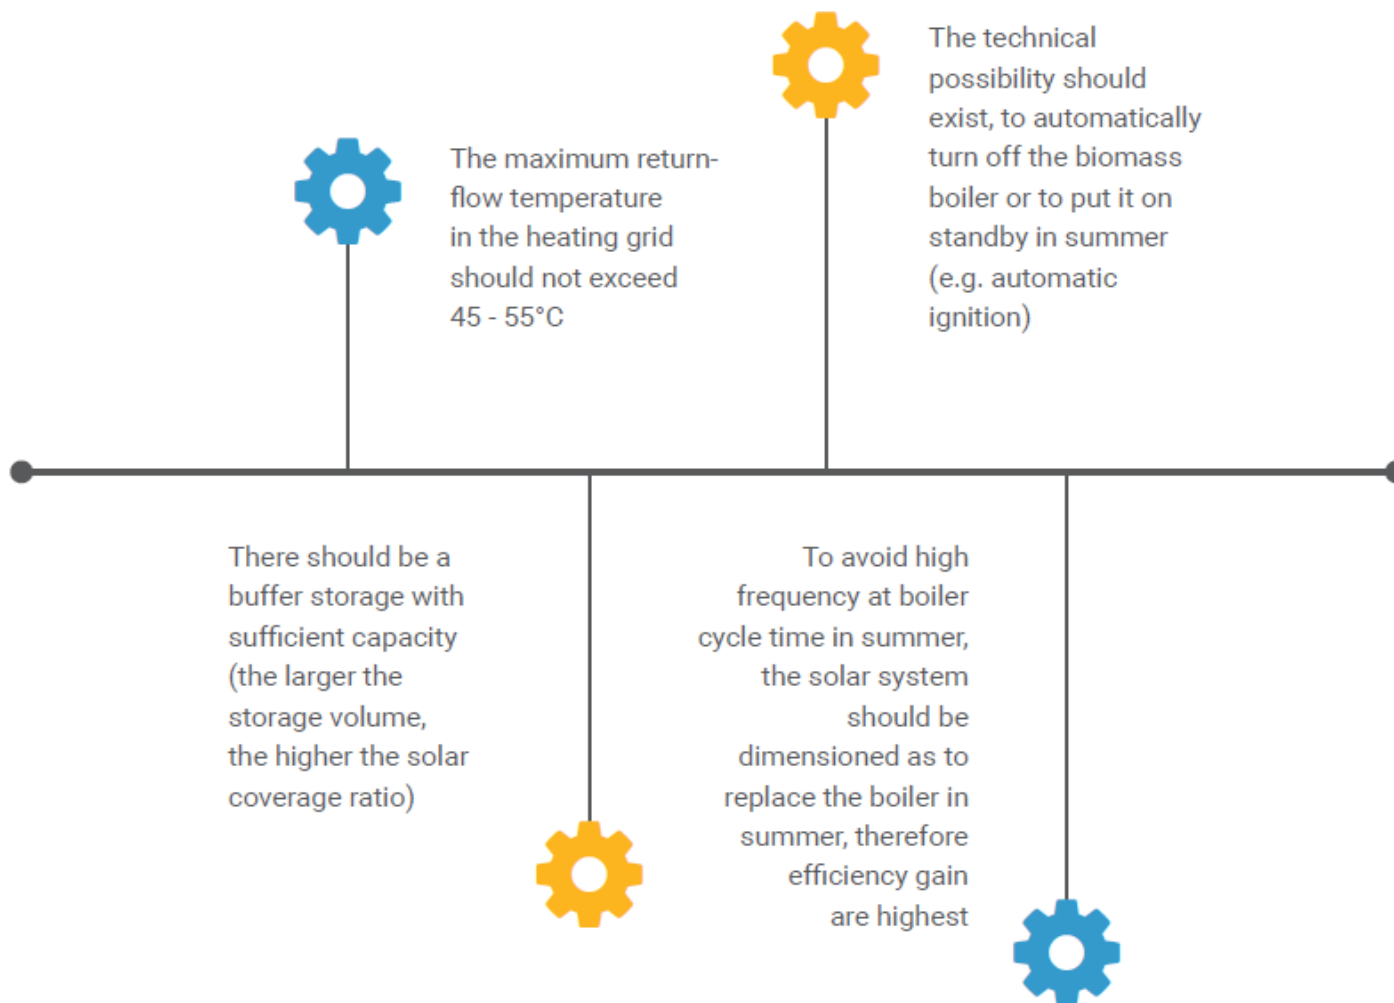 The maximum return-
flow temperature
in the heating grid
should not exceed
45 - 55°C
There should be a
buffer storage with
sufficient capacity
(the larger the
storage volume,
the higher the solar
coverage ratio)
The technical
possibility should
exist, to automatically
turn off the biomass
boiler or to put it on
standby in summer
(e.g. automatic
ignition)
To avoid high
frequency at boiler
cycle time in summer,
the solar system
should be
dimensioned as to
replace the boiler in
summer, therefore
efficiency gain
are highest